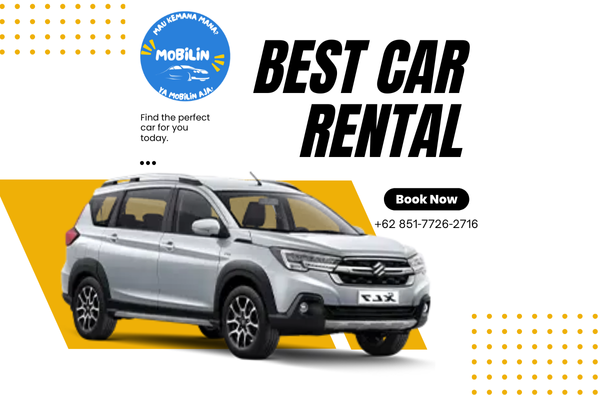 MAU KEMANA MANA?
MOBiLiN
YA MOBILIN AJA!
Find the perfect
car for you
today.
BEST CAR
RENTAL
Book Now
+62 851-7726-2716
XL7